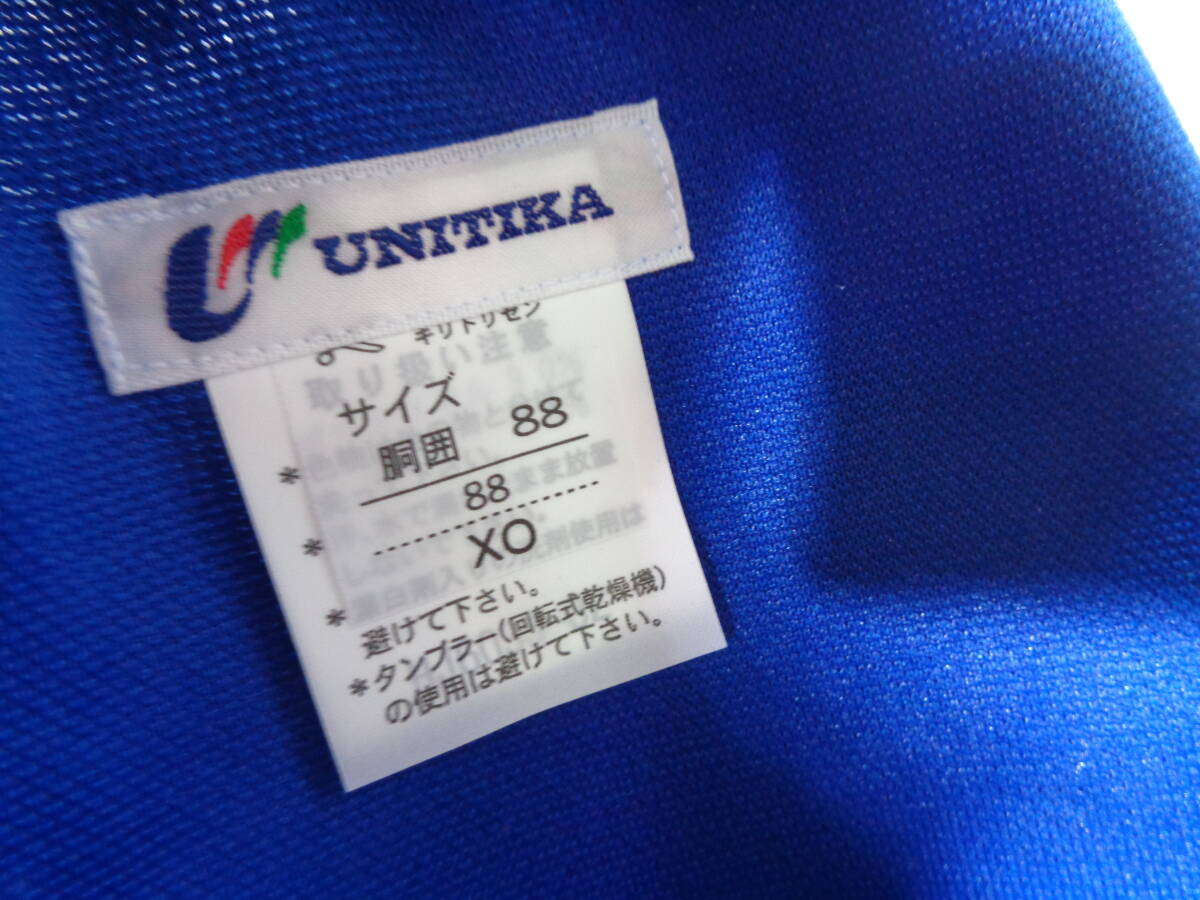 UNITIKA
キリトリセン
取り扱い注意
サイズ
胴囲 88
88
XO
避けて下さい。
*タンブラー(回転式乾燥機)
の使用は避けて下さい。